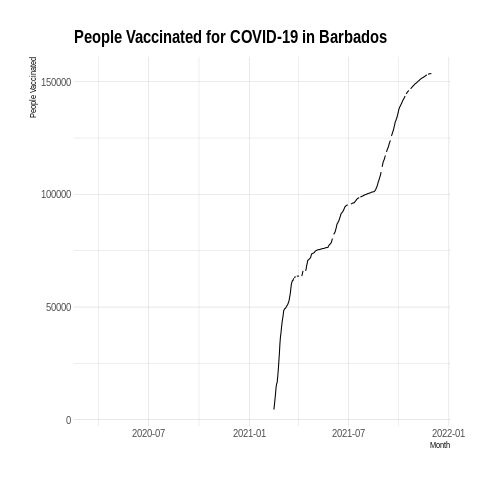 People Vaccinated for COVID-19 in Barbados
People Vaccinated
150000
100000
50000
0
2020-07 2021-01 2021-07 2022-01
Month